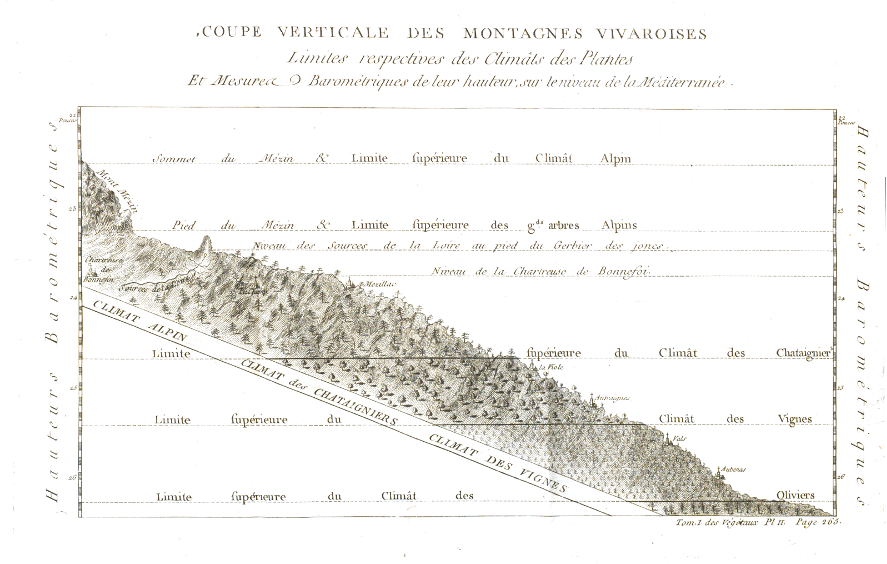 COUPE VERTICALE DES MONTAGNES VIVAROISES
Limites respectives des Climâts des Plantes
Et Mesures Barométriques de leur hauteur, sur le niveau de la Méditerranée.
22
Pouces
22
Pouces
Hauteurs Barométriques
Hauteurs Barométriques
Sommet du Mézin & Limite supérieure du Climât Alpin
Mont Mézin
23
23
Pied du Mézin & Limite supérieure des gds arbres Alpins
Niveau des Sources de la Loire au pied du Gerbier des joncs.
Chartreuse de Bonnefoi
Niveau de la Chartreuse de Bonnefoi.
Sources de la Loire
Mezillac
24
24
CLIMAT ALPIN
Limite supérieure du Climât des Chataigniers
la Viole
CLIMAT des CHATAIGNIERS
25
25
Limite supérieure du Climât des Vignes
Vals
CLIMAT DES VIGNES
Aubenas
26
26
Limite supérieure du Climât des Oliviers
Tom. I des Végétaux Pl II. Page 265.